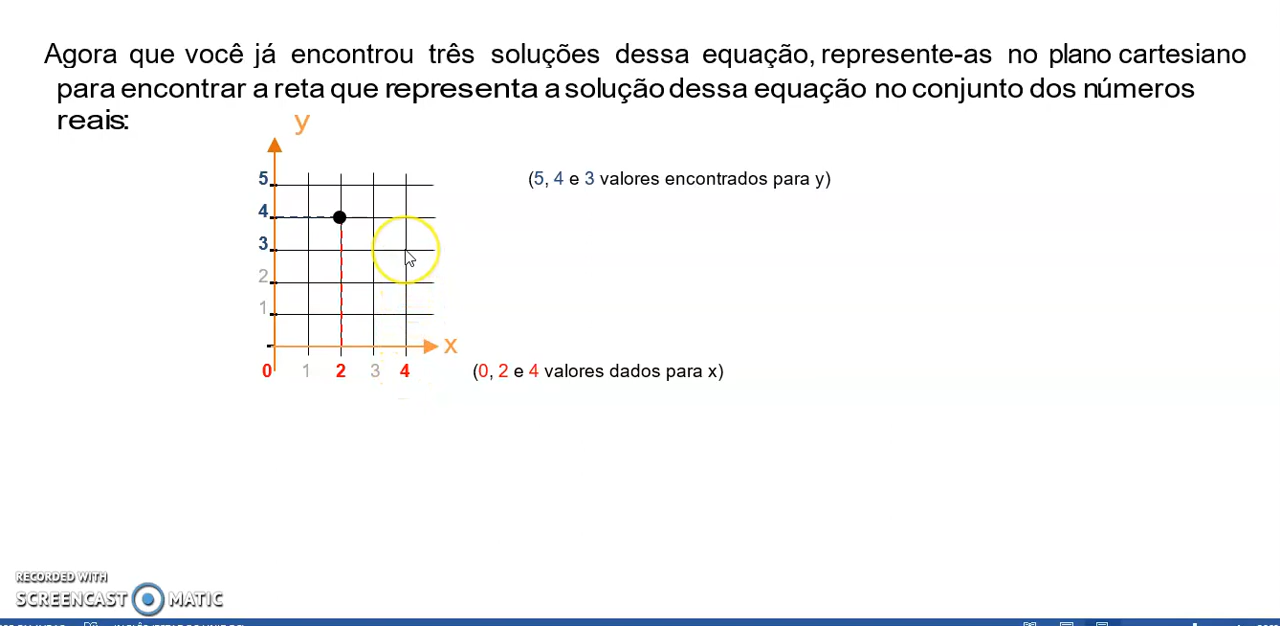 Agora que você já encontrou três soluções dessa equação, represente-as no plano cartesiano
para encontrar a reta que representa a solução dessa equação no conjunto dos números
reais:
y
5
(5, 4 e 3 valores encontrados para y)
4
3
2
1
x
0 1 2 3 4
(0, 2 e 4 valores dados para x)
RECORDED WITH
SCREENCAST MATIC